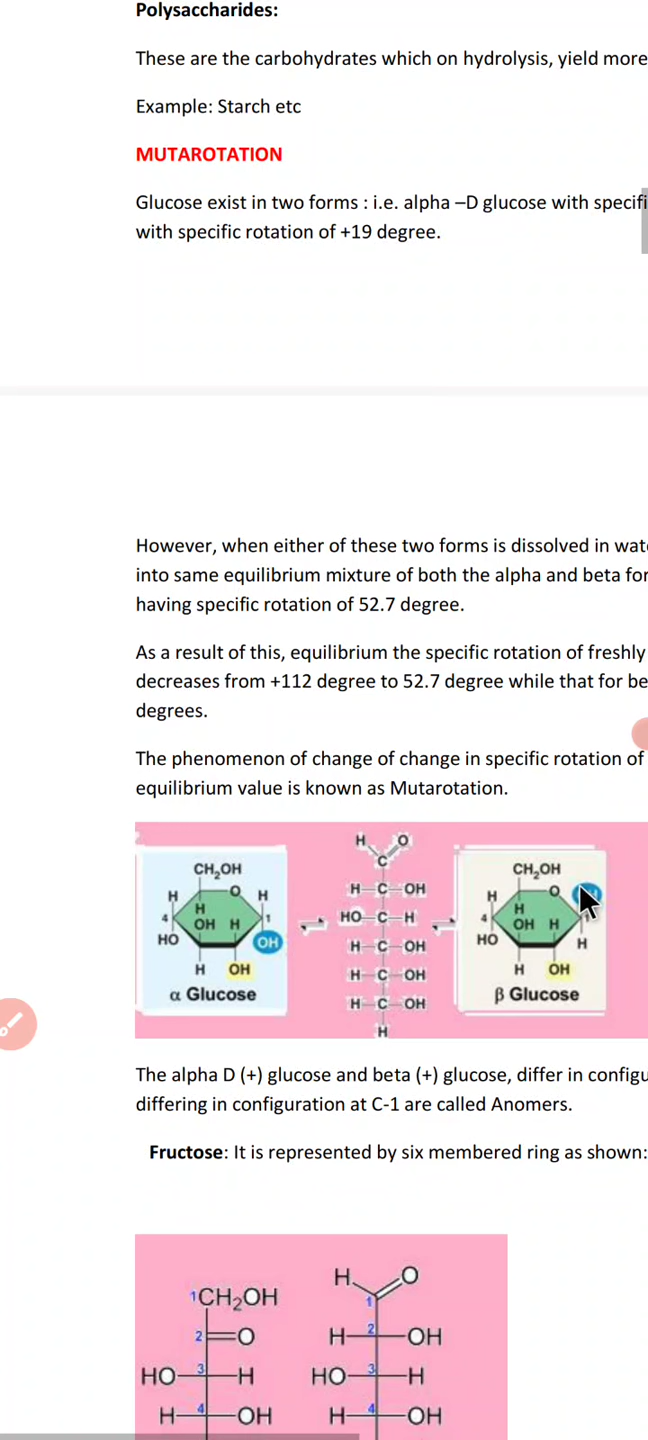 Polysaccharides:
These are the carbohydrates which on hydrolysis, yield more
Example: Starch etc
MUTAROTATION
Glucose exist in two forms : i.e. alpha –D glucose with specifi
with specific rotation of +19 degree.
However, when either of these two forms is dissolved in wat
into same equilibrium mixture of both the alpha and beta for
having specific rotation of 52.7 degree.
As a result of this, equilibrium the specific rotation of freshly
decreases from +112 degree to 52.7 degree while that for be
degrees.
The phenomenon of change of change in specific rotation of
equilibrium value is known as Mutarotation.
CH₂OH
H O H
H
4 OH H 1
HO OH
H OH
α Glucose
H O
C
H C OH
HO C H
H C OH
H C OH
H C OH
H
CH₂OH
H O
H
4 OH H 1
HO H
H OH
β Glucose
The alpha D (+) glucose and beta (+) glucose, differ in configu
differing in configuration at C-1 are called Anomers.
Fructose: It is represented by six membered ring as shown:
1CH₂OH
2 O
HO 3 H
H 4 OH
H O
1
H 2 OH
HO 3 H
H 4 OH